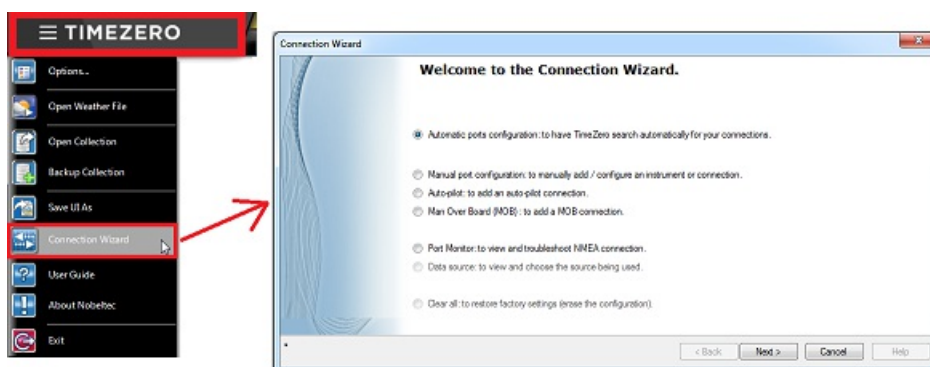 TIMEZERO
Options...
Open Weather File
Open Collection
Backup Collection
Save UI As
Connection Wizard
User Guide
About Nobeltec
Exit
Connection Wizard
Welcome to the Connection Wizard.
Automatic ports configuration: to have TimeZero search automatically for your connections.
Manual port configuration: to manually add / configure an instrument or connection.
Auto-pilot: to add an auto-pilot connection.
Man Over Board (MOB) : to add a MOB connection.
Port Monitor: to view and troubleshoot NMEA connection.
Data source: to view and choose the source being used.
Clear all: to restore factory settings (erase the configuration).
< Back
Next >
Cancel
Help